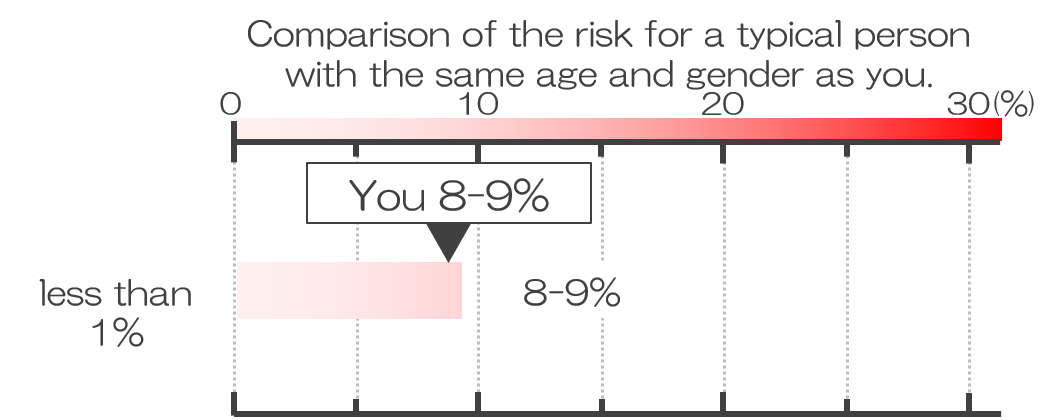 Comparison of the risk for a typical person
with the same age and gender as you.
0 10 20 30(%)
You 8-9%
less than
1%
8-9%